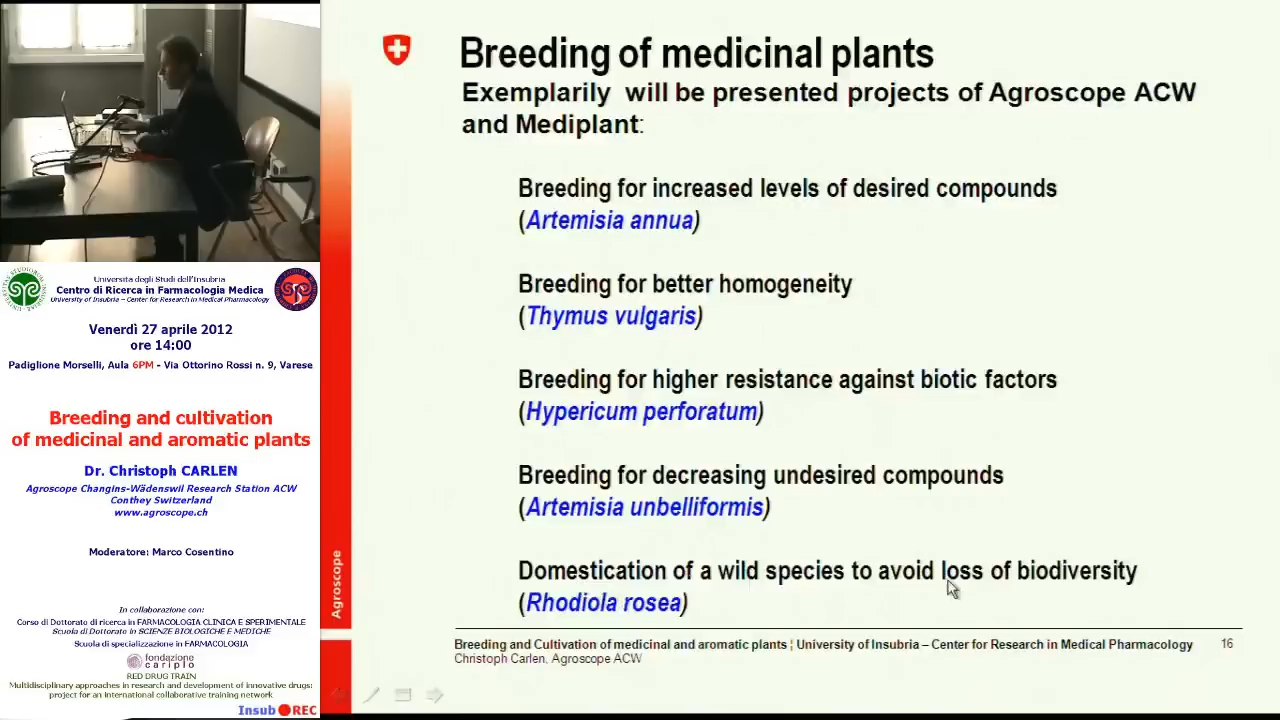 Università degli Studi dell'Insubria
Centro di Ricerca in Farmacologia Medica
University of Insubria – Center for Research in Medical Pharmacology
Venerdì 27 aprile 2012
ore 14:00
Padiglione Morselli, Aula 6PM - Via Ottorino Rossi n. 9, Varese
Breeding and cultivation
of medicinal and aromatic plants
Dr. Christoph CARLEN
Agroscope Changins-Wädenswil Research Station ACW
Conthey Switzerland
www.agroscope.ch
Moderatore: Marco Cosentino
In collaborazione con:
Corso di Dottorato di ricerca in FARMACOLOGIA CLINICA E SPERIMENTALE
Scuola di Dottorato in SCIENZE BIOLOGICHE E MEDICHE
Scuola di specializzazione in FARMACOLOGIA
fondazione
cariplo
RED DRUG TRAIN
Multidisciplinary approaches in research and development of innovative drugs:
project for an international collaborative training network
Insub REC
Agroscope
Breeding of medicinal plants
Exemplarily will be presented projects of Agroscope ACW
and Mediplant:
Breeding for increased levels of desired compounds
(Artemisia annua)
Breeding for better homogeneity
(Thymus vulgaris)
Breeding for higher resistance against biotic factors
(Hypericum perforatum)
Breeding for decreasing undesired compounds
(Artemisia unbelliformis)
Domestication of a wild species to avoid loss of biodiversity
(Rhodiola rosea)
Breeding and Cultivation of medicinal and aromatic plants ¦ University of Insubria – Center for Research in Medical Pharmacology
Christoph Carlen, Agroscope ACW
16